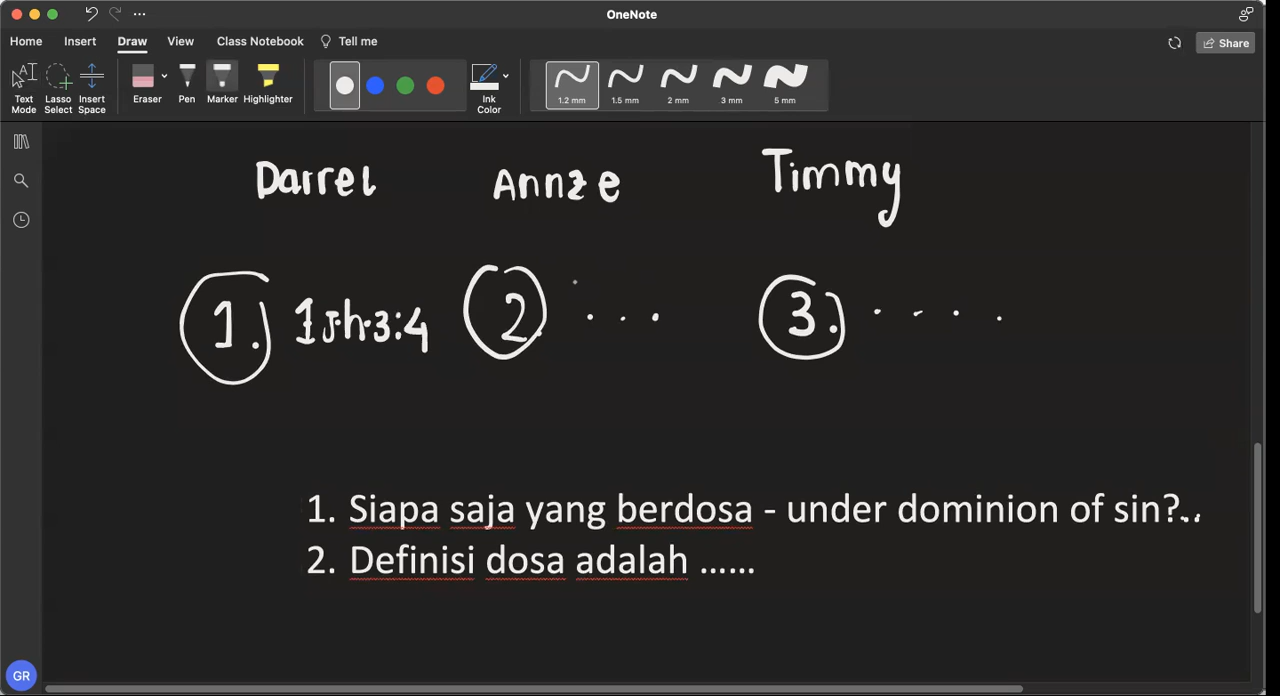 OneNote
Home Insert Draw View Class Notebook Tell me
Share
Text Mode
Lasso Select
Insert Space
Eraser
Pen
Marker
Highlighter
Ink Color
1.2 mm
1.5 mm
2 mm
3 mm
5 mm
Darrel Annze Timmy
1. 1 Joh. 3:4 2. ... 3. ....
1. Siapa saja yang berdosa - under dominion of sin?..
2. Definisi dosa adalah ......
GR